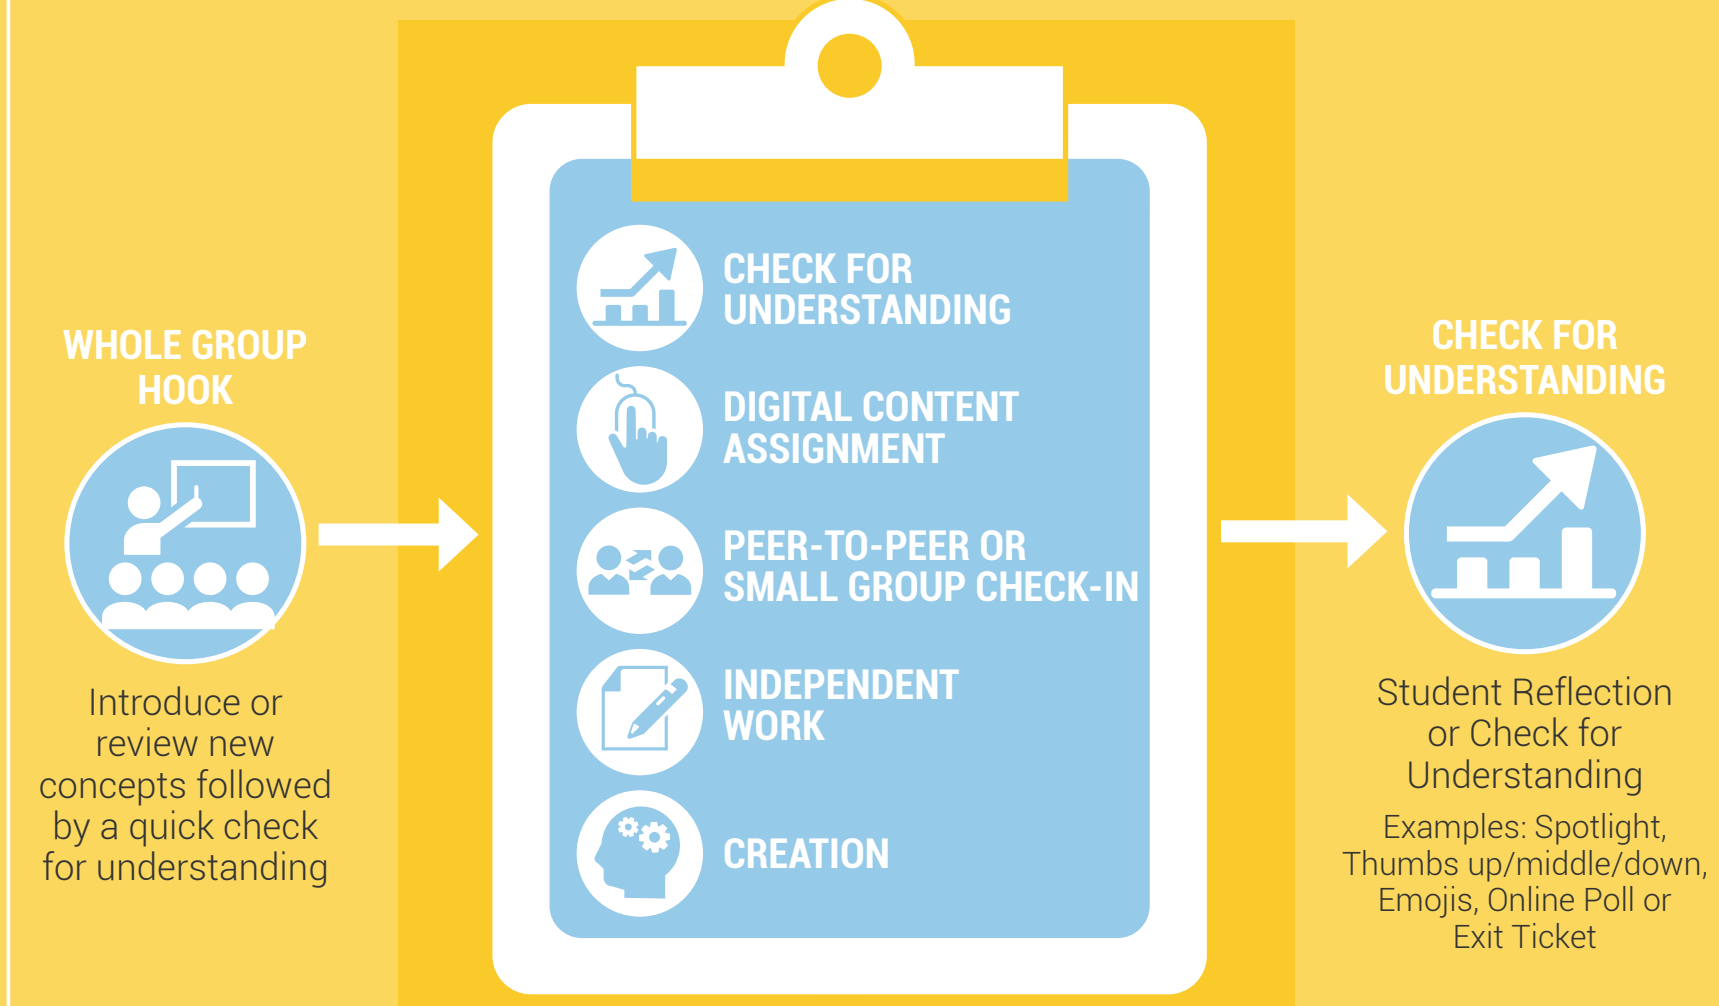 WHOLE GROUP
HOOK
Introduce or
review new
concepts followed
by a quick check
for understanding
CHECK FOR
UNDERSTANDING
DIGITAL CONTENT
ASSIGNMENT
PEER-TO-PEER OR
SMALL GROUP CHECK-IN
INDEPENDENT
WORK
CREATION
CHECK FOR
UNDERSTANDING
Student Reflection
or Check for
Understanding
Examples: Spotlight,
Thumbs up/middle/down,
Emojis, Online Poll or
Exit Ticket